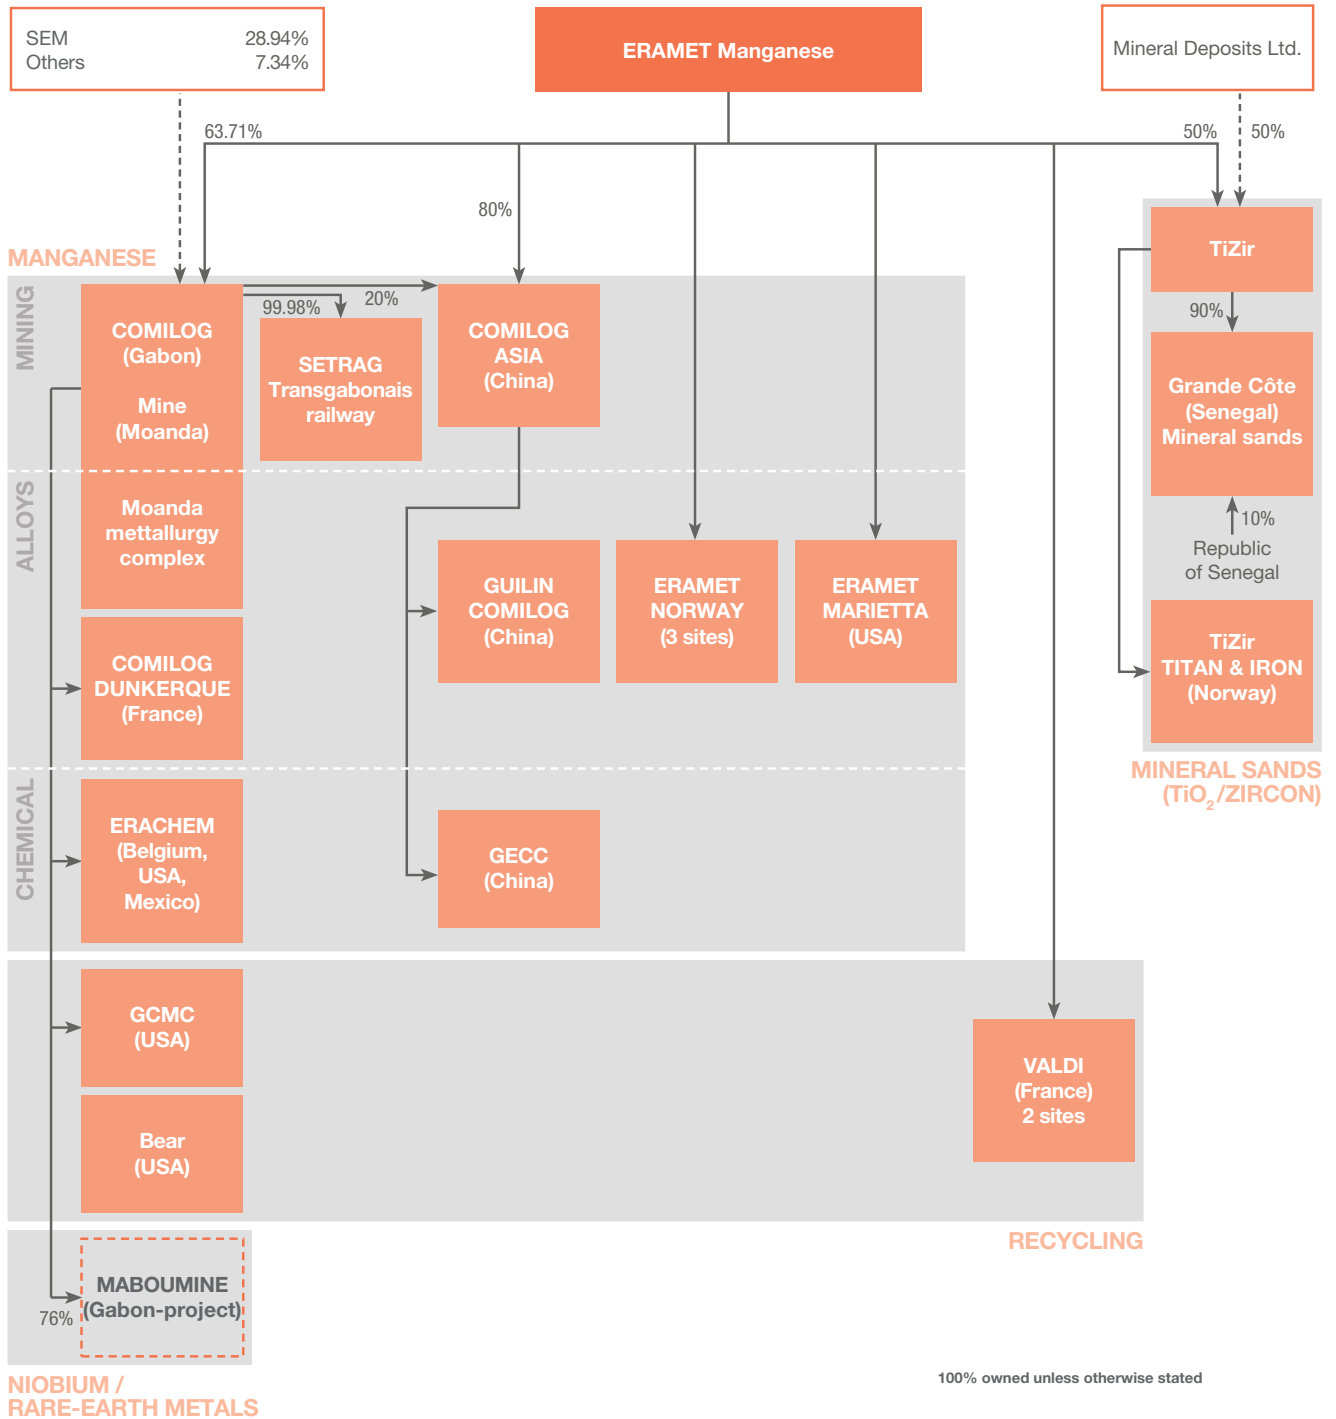 SEM 28.94%
Others 7.34%
ERAMET Manganese
Mineral Deposits Ltd.
63.71%
50%
50%
80%
MANGANESE
MINING
COMILOG
(Gabon)
Mine
(Moanda)
99.98%
20%
SETRAG
Transgabonais
railway
COMILOG
ASIA
(China)
TiZir
90%
Grande Côte
(Senegal)
Mineral sands
10%
Republic
of Senegal
TiZir
TITAN & IRON
(Norway)
MINERAL SANDS
(TiO2/ZIRCON)
ALLOYS
Moanda
mettallurgy
complex
GUILIN
COMILOG
(China)
ERAMET
NORWAY
(3 sites)
ERAMET
MARIETTA
(USA)
COMILOG
DUNKERQUE
(France)
CHEMICAL
ERACHEM
(Belgium,
USA,
Mexico)
GECC
(China)
GCMC
(USA)
Bear
(USA)
VALDI
(France)
2 sites
RECYCLING
MABOUMINE
(Gabon-project)
76%
NIOBIUM /
RARE-EARTH METALS
100% owned unless otherwise stated